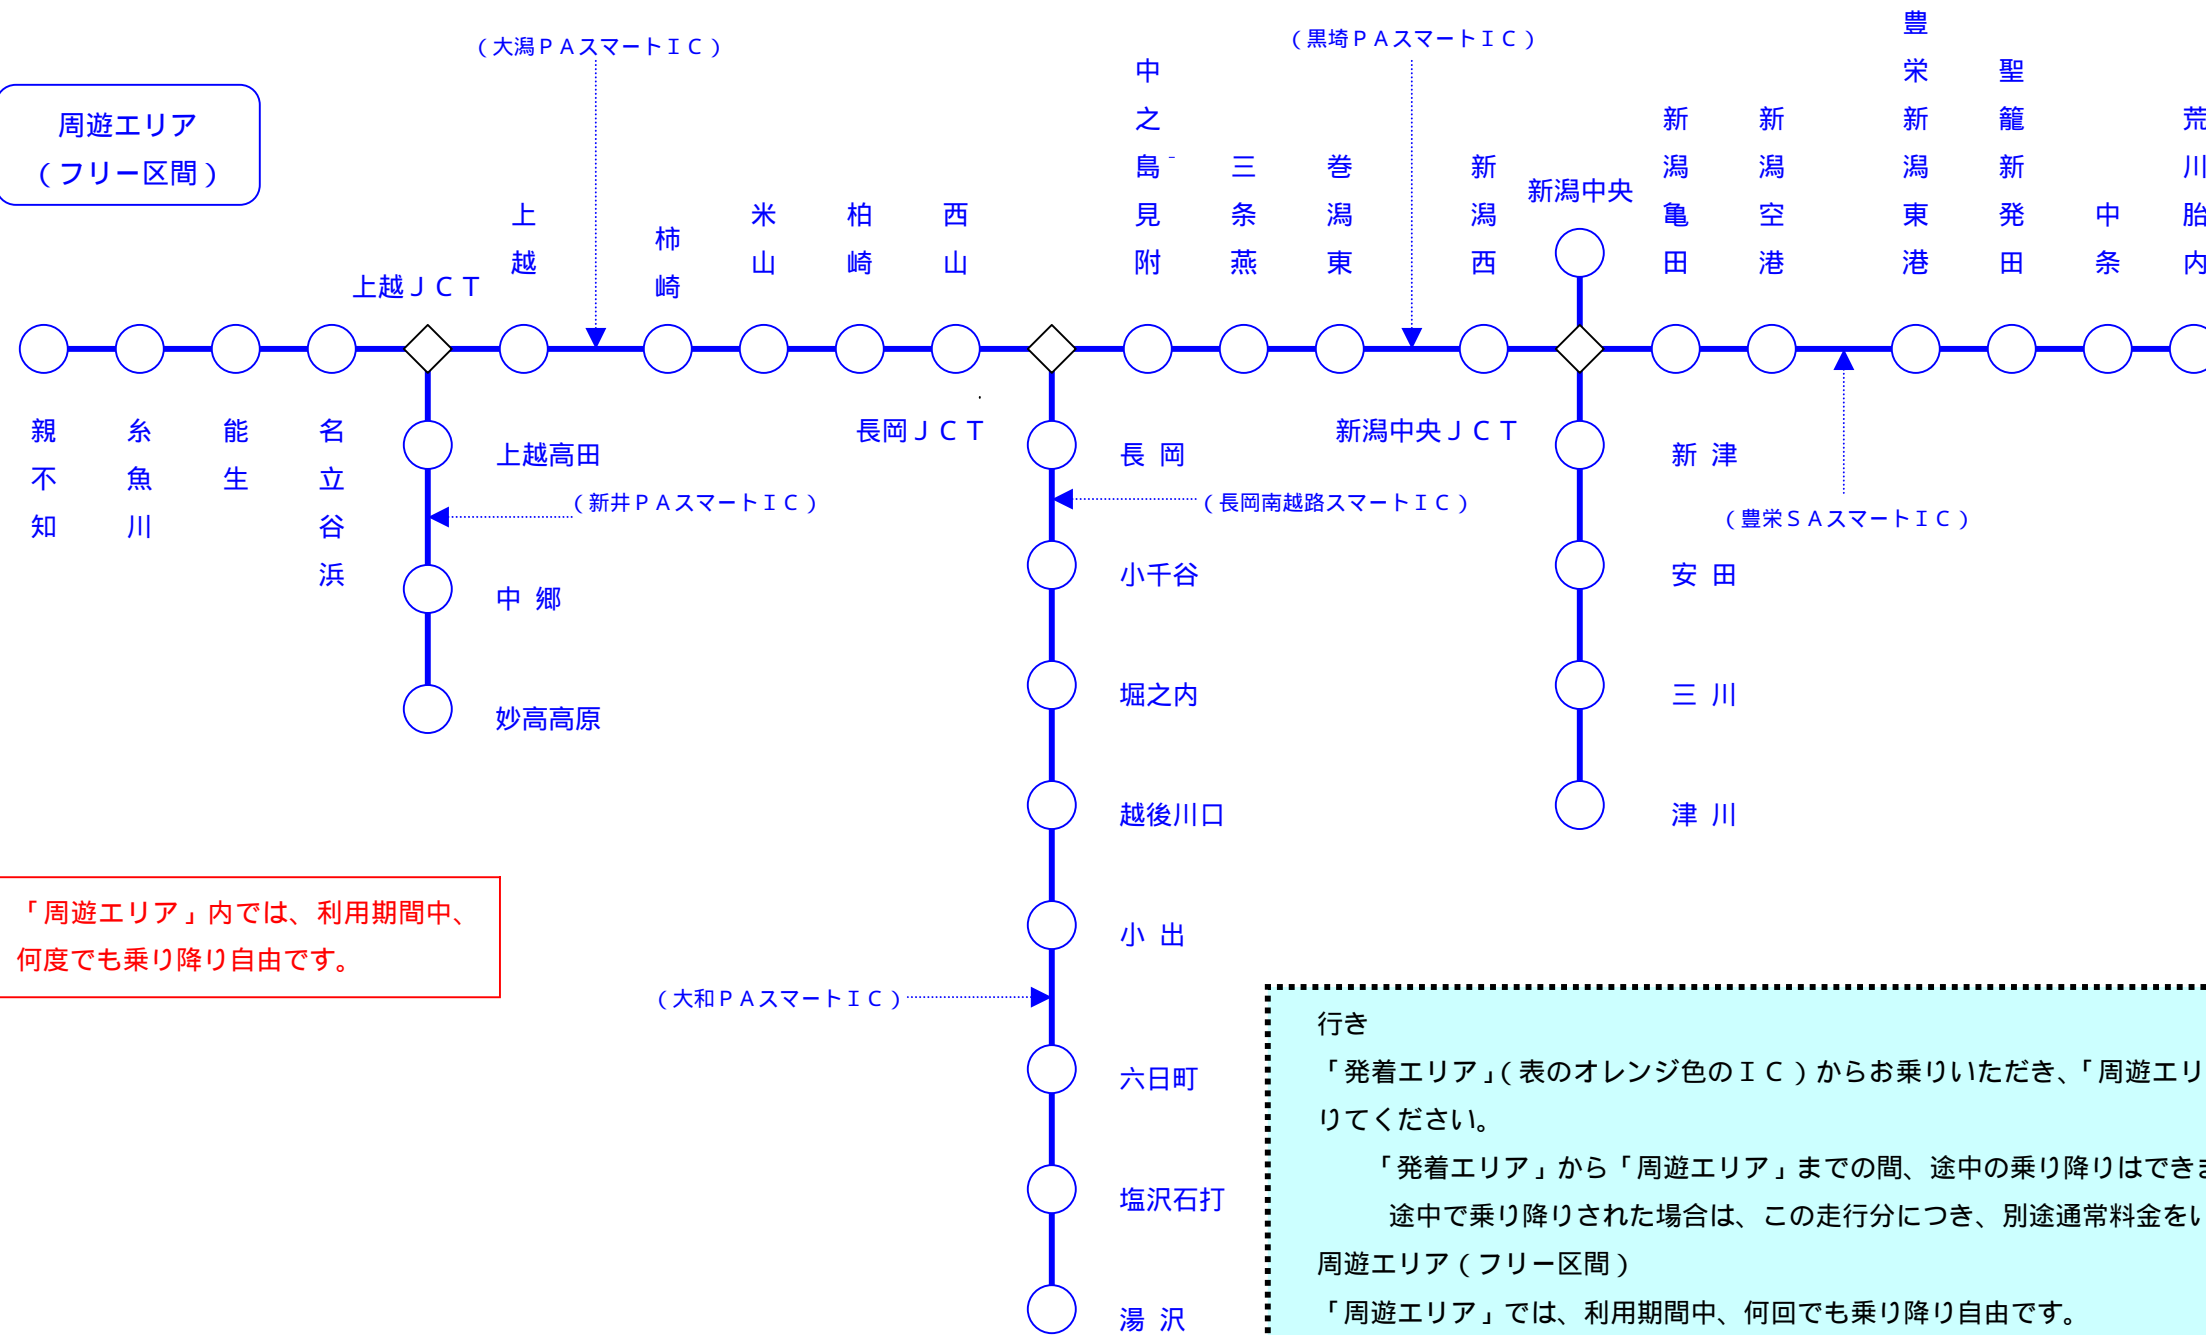 （大潟ＰＡスマートＩＣ）
（黒埼ＰＡスマートＩＣ）
周遊エリア
（フリー区間）
上越ＪＣＴ
上越
柿崎
米山
柏崎
西山
中之島見附
三条燕
巻潟東
新潟西
新潟中央
新潟亀田
新潟空港
豊栄新潟東港
聖籠新発田
中条
荒川胎内
親不知
糸魚川
能生
名立谷浜
上越高田
（新井ＰＡスマートＩＣ）
中 郷
妙高高原
長岡ＪＣＴ
長 岡
（長岡南越路スマートＩＣ）
小千谷
堀之内
越後川口
小 出
（大和ＰＡスマートＩＣ）
六日町
塩沢石打
湯 沢
新潟中央ＪＣＴ
新 津
安 田
三 川
津 川
（豊栄ＳＡスマートＩＣ）
「周遊エリア」内では、利用期間中、
何度でも乗り降り自由です。
行き
「発着エリア」（表のオレンジ色のＩＣ）からお乗りいただき、「周遊エリ
りてください。
「発着エリア」から「周遊エリア」までの間、途中の乗り降りはでき
途中で乗り降りされた場合は、この走行分につき、別途通常料金を
周遊エリア（フリー区間）
「周遊エリア」では、利用期間中、何回でも乗り降り自由です。